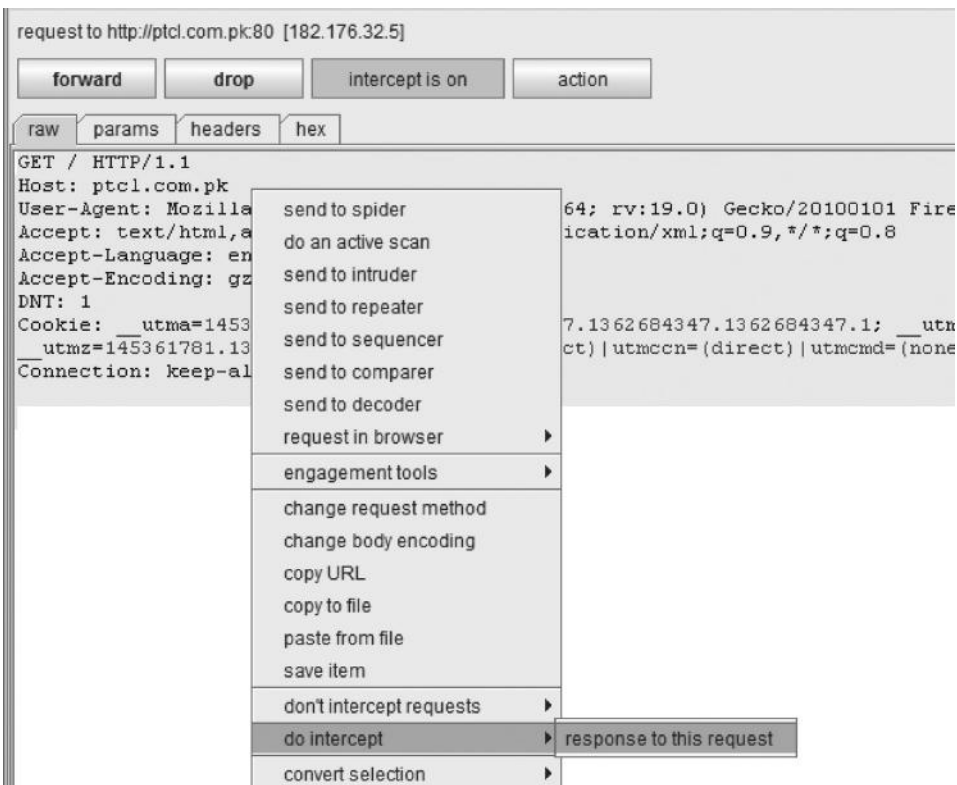 request to http://ptcl.com.pk:80 [182.176.32.5]
forward drop intercept is on action
raw params headers hex
GET / HTTP/1.1
Host: ptcl.com.pk
User-Agent: Mozilla 64; rv:19.0) Gecko/20100101 Fire
Accept: text/html,a ication/xml;q=0.9,*/*;q=0.8
Accept-Language: en
Accept-Encoding: gz
DNT: 1
Cookie: __utma=1453 7.1362684347.1362684347.1; __utm
__utmz=145361781.13 ct)|utmccn=(direct)|utmcmd=(none
Connection: keep-al
send to spider
do an active scan
send to intruder
send to repeater
send to sequencer
send to comparer
send to decoder
request in browser
engagement tools
change request method
change body encoding
copy URL
copy to file
paste from file
save item
don't intercept requests
do intercept response to this request
convert selection